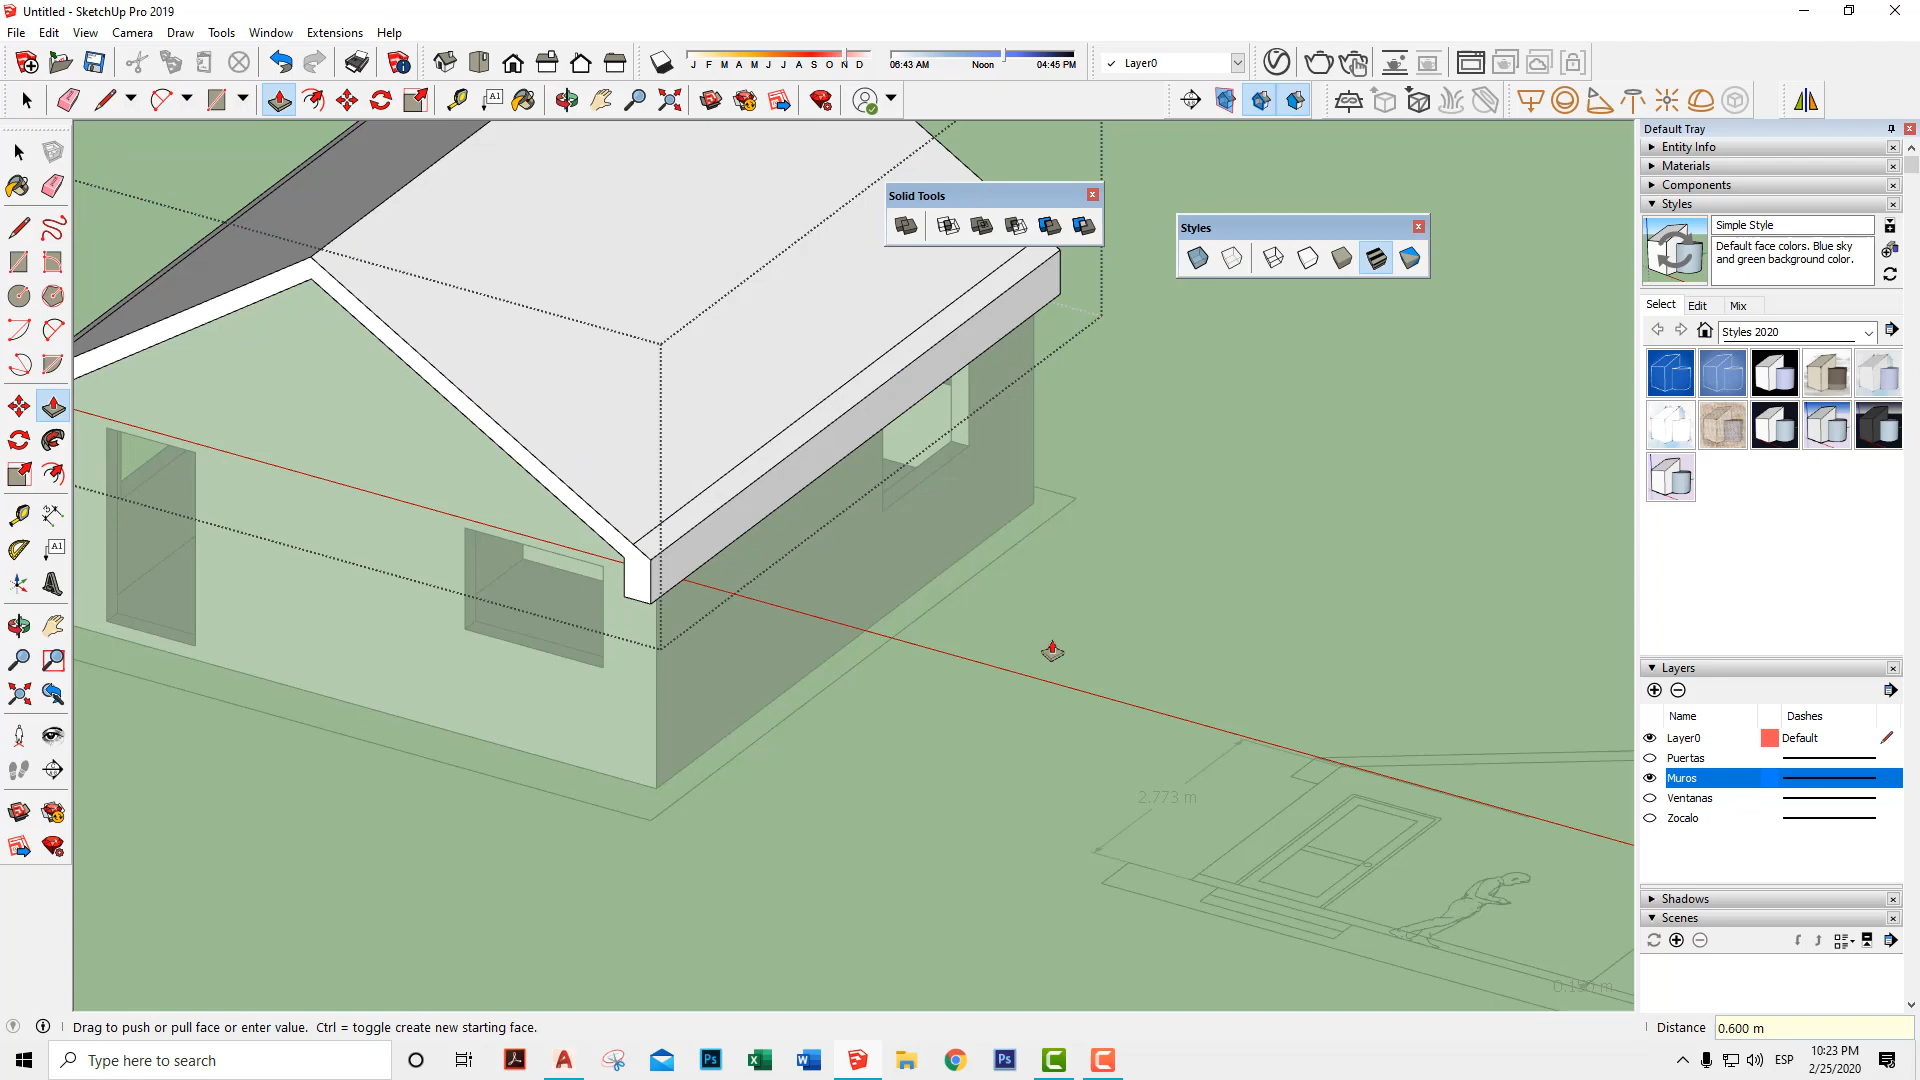 Untitled - SketchUp Pro 2019
File Edit View Camera Draw Tools Window Extensions Help
J F M A M J J A S O N D
06:43 AM Noon 04:45 PM
Layer0
A1
Default Tray
Entity Info
Materials
Components
Styles
Simple Style
Default face colors. Blue sky
and green background color.
Select Edit Mix
Styles 2020
Solid Tools
Styles
A1
Layers
Name Dashes
Layer0 Default
Puertas
Muros
Ventanas
Zocalo
2.773 m
Shadows
Scenes
Drag to push or pull face or enter value. Ctrl = toggle create new starting face.
Distance 0.600 m
Type here to search
Ps
Ps
ESP
10:23 PM
2/25/2020